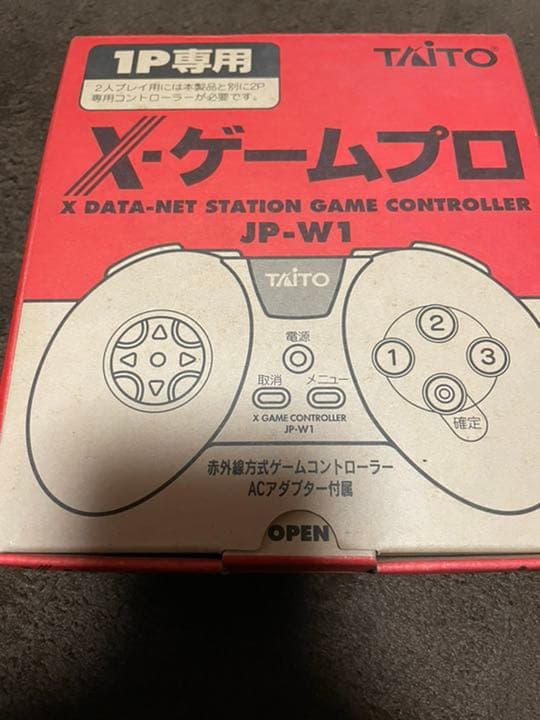 1P専用
2人プレイ用には本製品と別に2P
専用コントローラーが必要です。
TAITO®
X-ゲームプロ
X DATA-NET STATION GAME CONTROLLER
JP-W1
TAITO
電源
取消 メニュー
1 2 3
確定
X GAME CONTROLLER
JP-W1
赤外線方式ゲームコントローラー
ACアダプター付属
OPEN